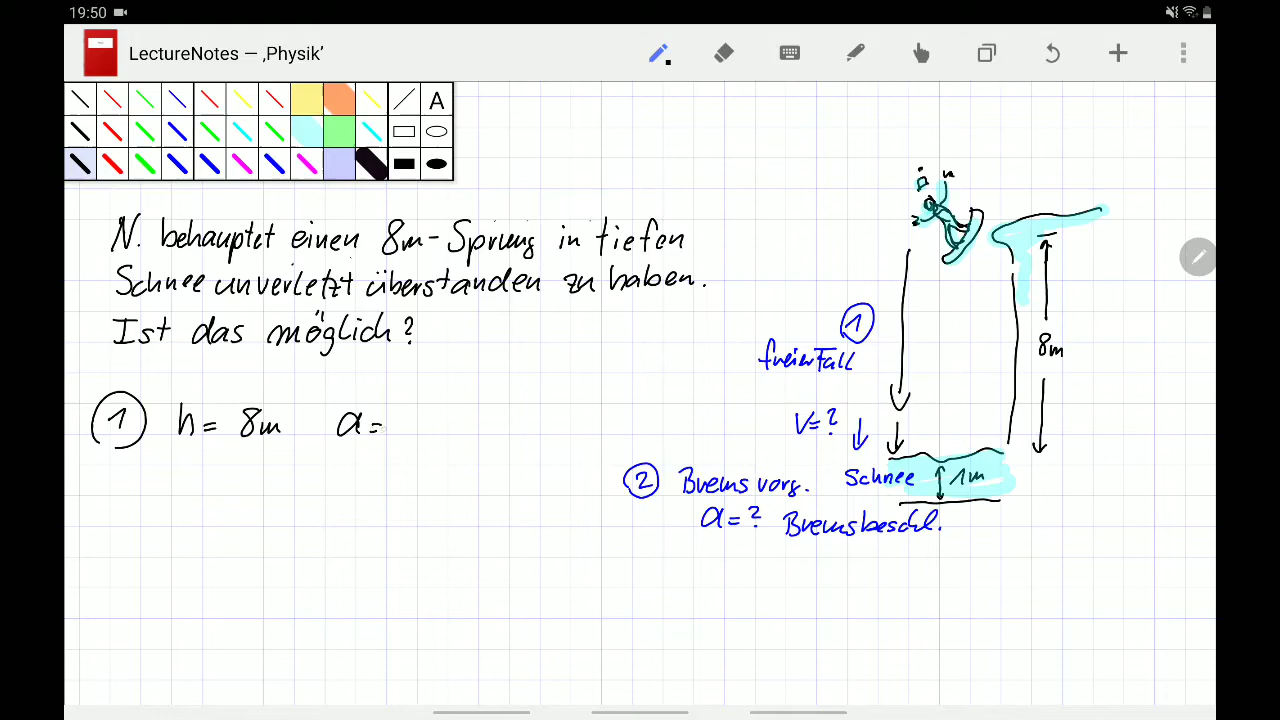 19:50
LectureNotes — ‚Physik'
A
N. behauptet einen 8m-Sprung in tiefen
Schnee unverletzt überstanden zu haben.
Ist das möglich?
① h = 8m a =
①
freier Fall
8m
v = ?
② Bremsvorg. Schnee 1m
a = ? Bremsbeschl.